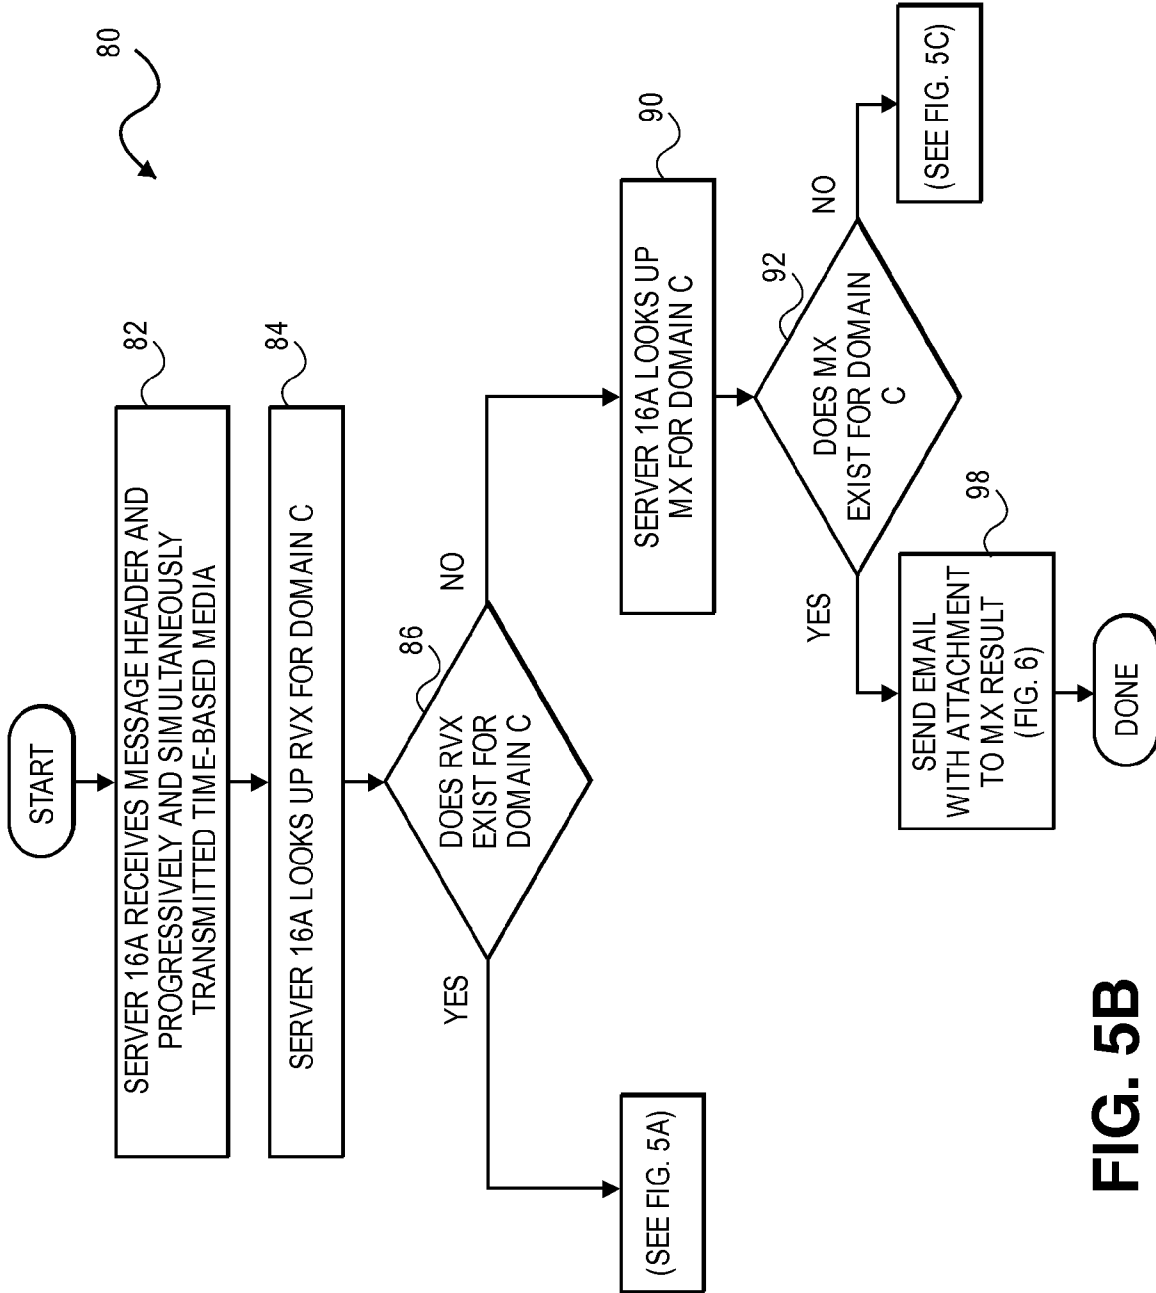 80
START
SERVER 16A RECEIVES MESSAGE HEADER AND
PROGRESSIVELY AND SIMULTANEOUSLY
TRANSMITTED TIME-BASED MEDIA
82
SERVER 16A LOOKS UP RVX FOR DOMAIN C
84
DOES RVX
EXIST FOR
DOMAIN C
86
YES
NO
(SEE FIG. 5A)
SERVER 16A LOOKS UP
MX FOR DOMAIN C
90
DOES MX
EXIST FOR DOMAIN
C
92
YES
NO
SEND EMAIL
WITH ATTACHMENT
TO MX RESULT
(FIG. 6)
98
(SEE FIG. 5C)
DONE
FIG. 5B